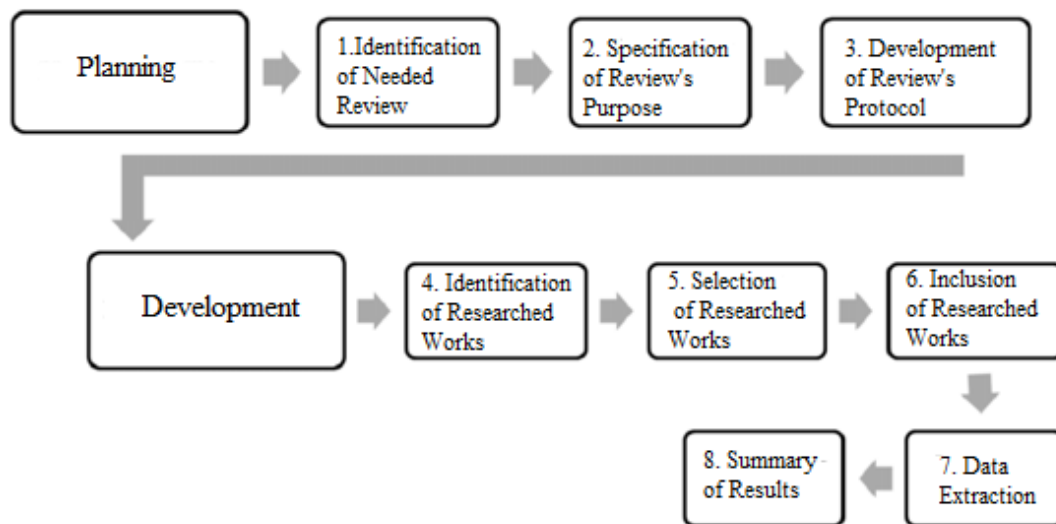 Planning
1.Identification
of Needed
Review
2. Specification
of Review's
Purpose
3. Development
of Review's
Protocol
Development
4. Identification
of Researched
Works
5. Selection
of Researched
Works
6. Inclusion
of Researched
Works
7. Data
Extraction
8. Summary
of Results